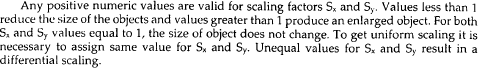 Any positive numeric values are valid for scaling factors Sx and Sy. Values less than 1
reduce the size of the objects and values greater than 1 produce an enlarged object. For both
Sx and Sy values equal to 1, the size of object does not change. To get uniform scaling it is
necessary to assign same value for Sx and Sy. Unequal values for Sx and Sy result in a
differential scaling.